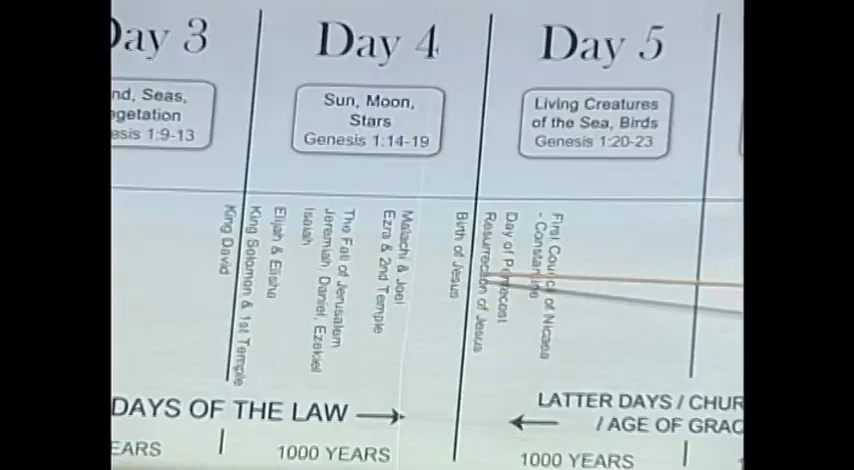 Day 3
Day 4
Day 5
nd, Seas,
getation
esis 1:9-13
Sun, Moon,
Stars
Genesis 1:14-19
Living Creatures
of the Sea, Birds
Genesis 1:20-23
King David
King Solomon & 1st Temple
Elijah & Elisha
Isaiah
Jeremiah, Daniel, Ezekiel
The Fall of Jerusalem
Ezra & 2nd Temple
Malachi & Joel
Birth of Jesus
Resurrection of Jesus
Day of Pentecost
- Constantine
First Council of Nicaea
DAYS OF THE LAW
LATTER DAYS / CHUR
/ AGE OF GRAC
EARS
1000 YEARS
1000 YEARS